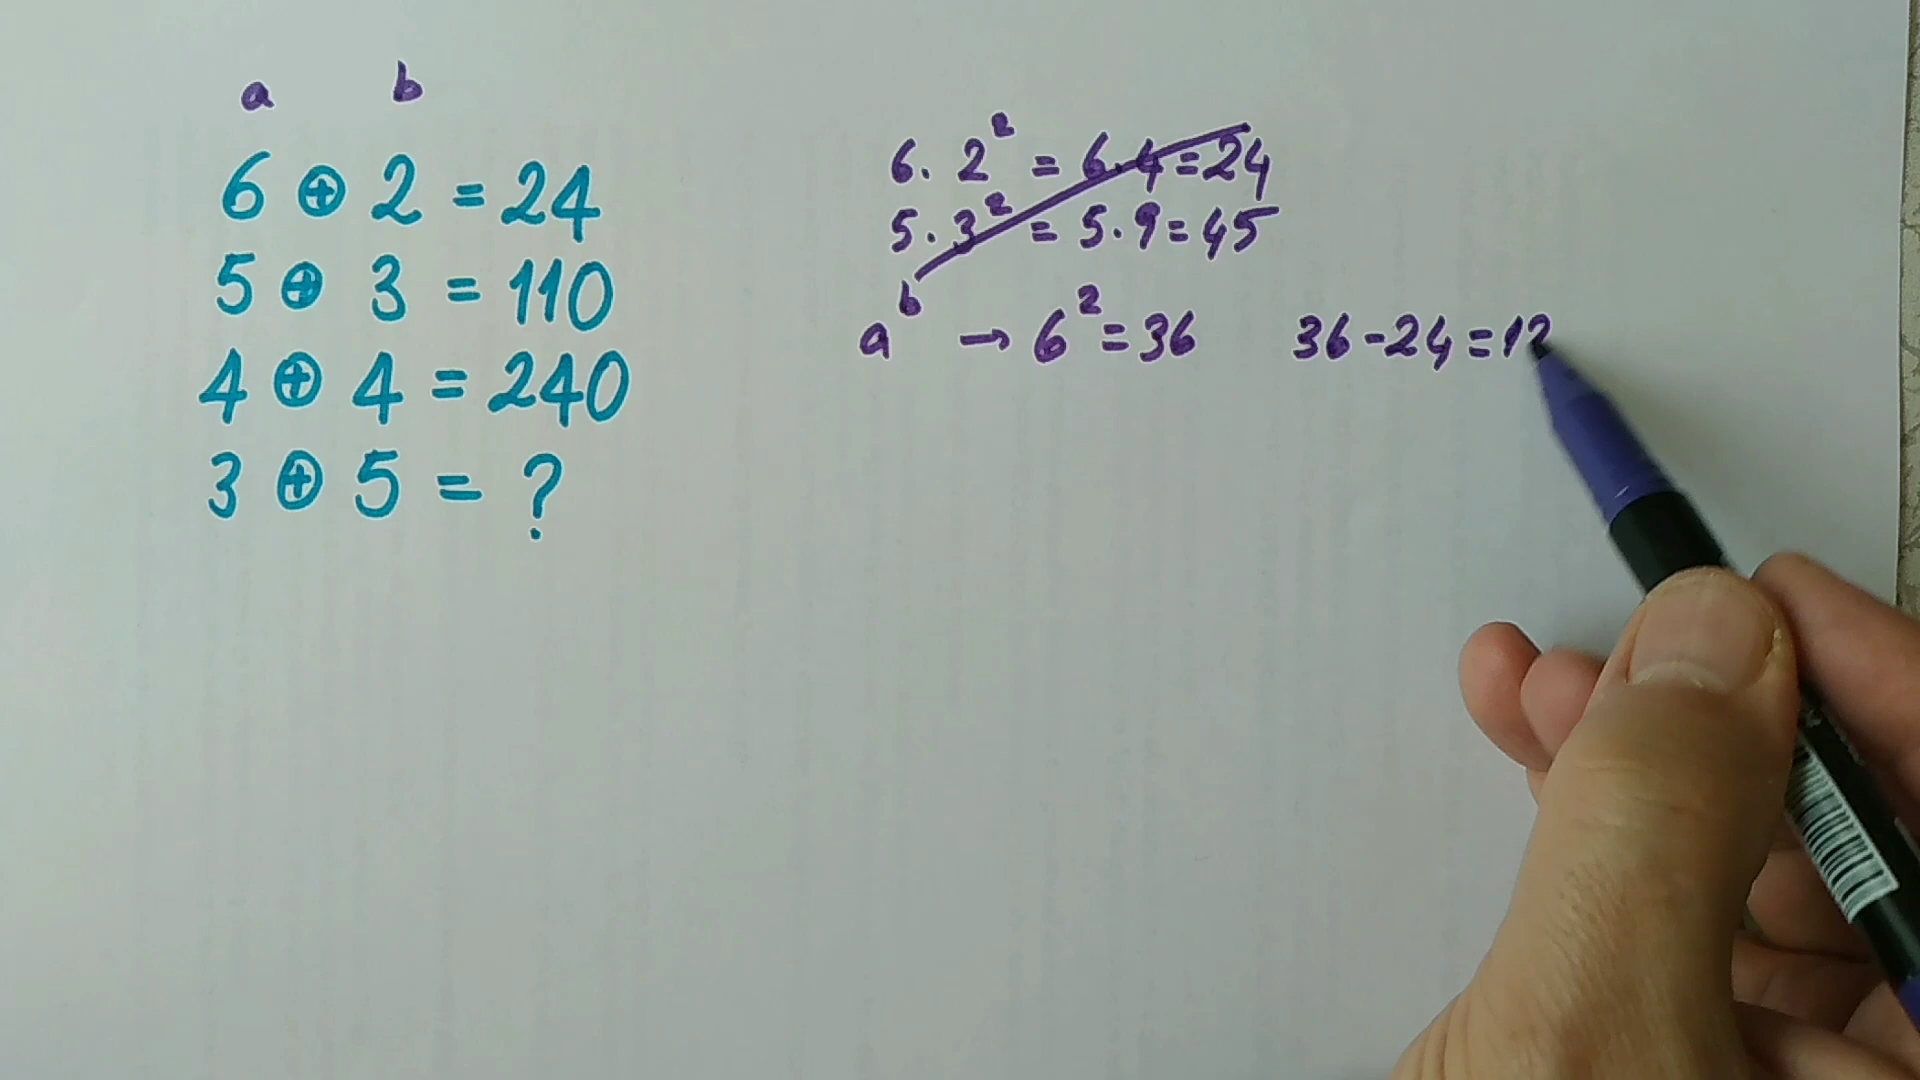 a b
6 ⊕ 2 = 24
5 ⊕ 3 = 110
4 ⊕ 4 = 240
3 ⊕ 5 = ?
6 · 2² = 6 · 4 = 24
5 · 3² = 5 · 9 = 45
aᵇ → 6² = 36 36 - 24 = 12